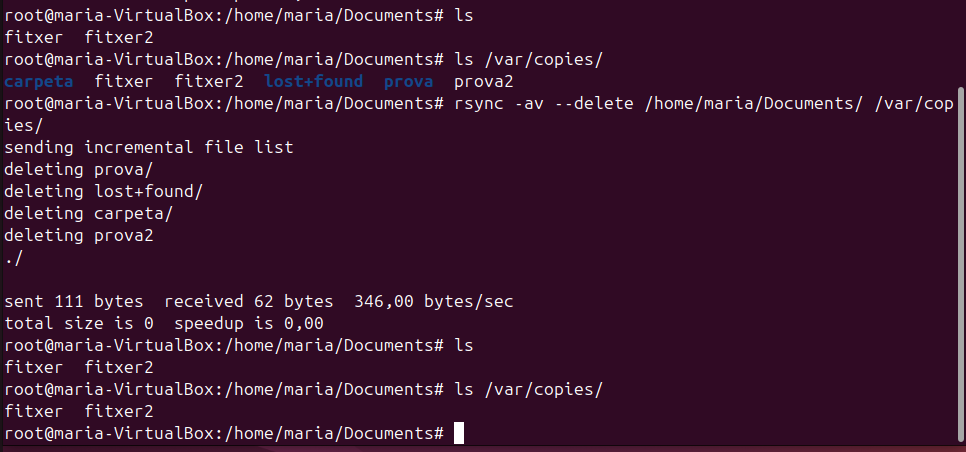 root@maria-VirtualBox:/home/maria/Documents# ls
fitxer  fitxer2
root@maria-VirtualBox:/home/maria/Documents# ls /var/copies/
carpeta  fitxer  fitxer2  lost+found  prova  prova2
root@maria-VirtualBox:/home/maria/Documents# rsync -av --delete /home/maria/Documents/ /var/cop
ies/
sending incremental file list
deleting prova/
deleting lost+found/
deleting carpeta/
deleting prova2
./
sent 111 bytes  received 62 bytes  346,00 bytes/sec
total size is 0  speedup is 0,00
root@maria-VirtualBox:/home/maria/Documents# ls
fitxer  fitxer2
root@maria-VirtualBox:/home/maria/Documents# ls /var/copies/
fitxer  fitxer2
root@maria-VirtualBox:/home/maria/Documents#